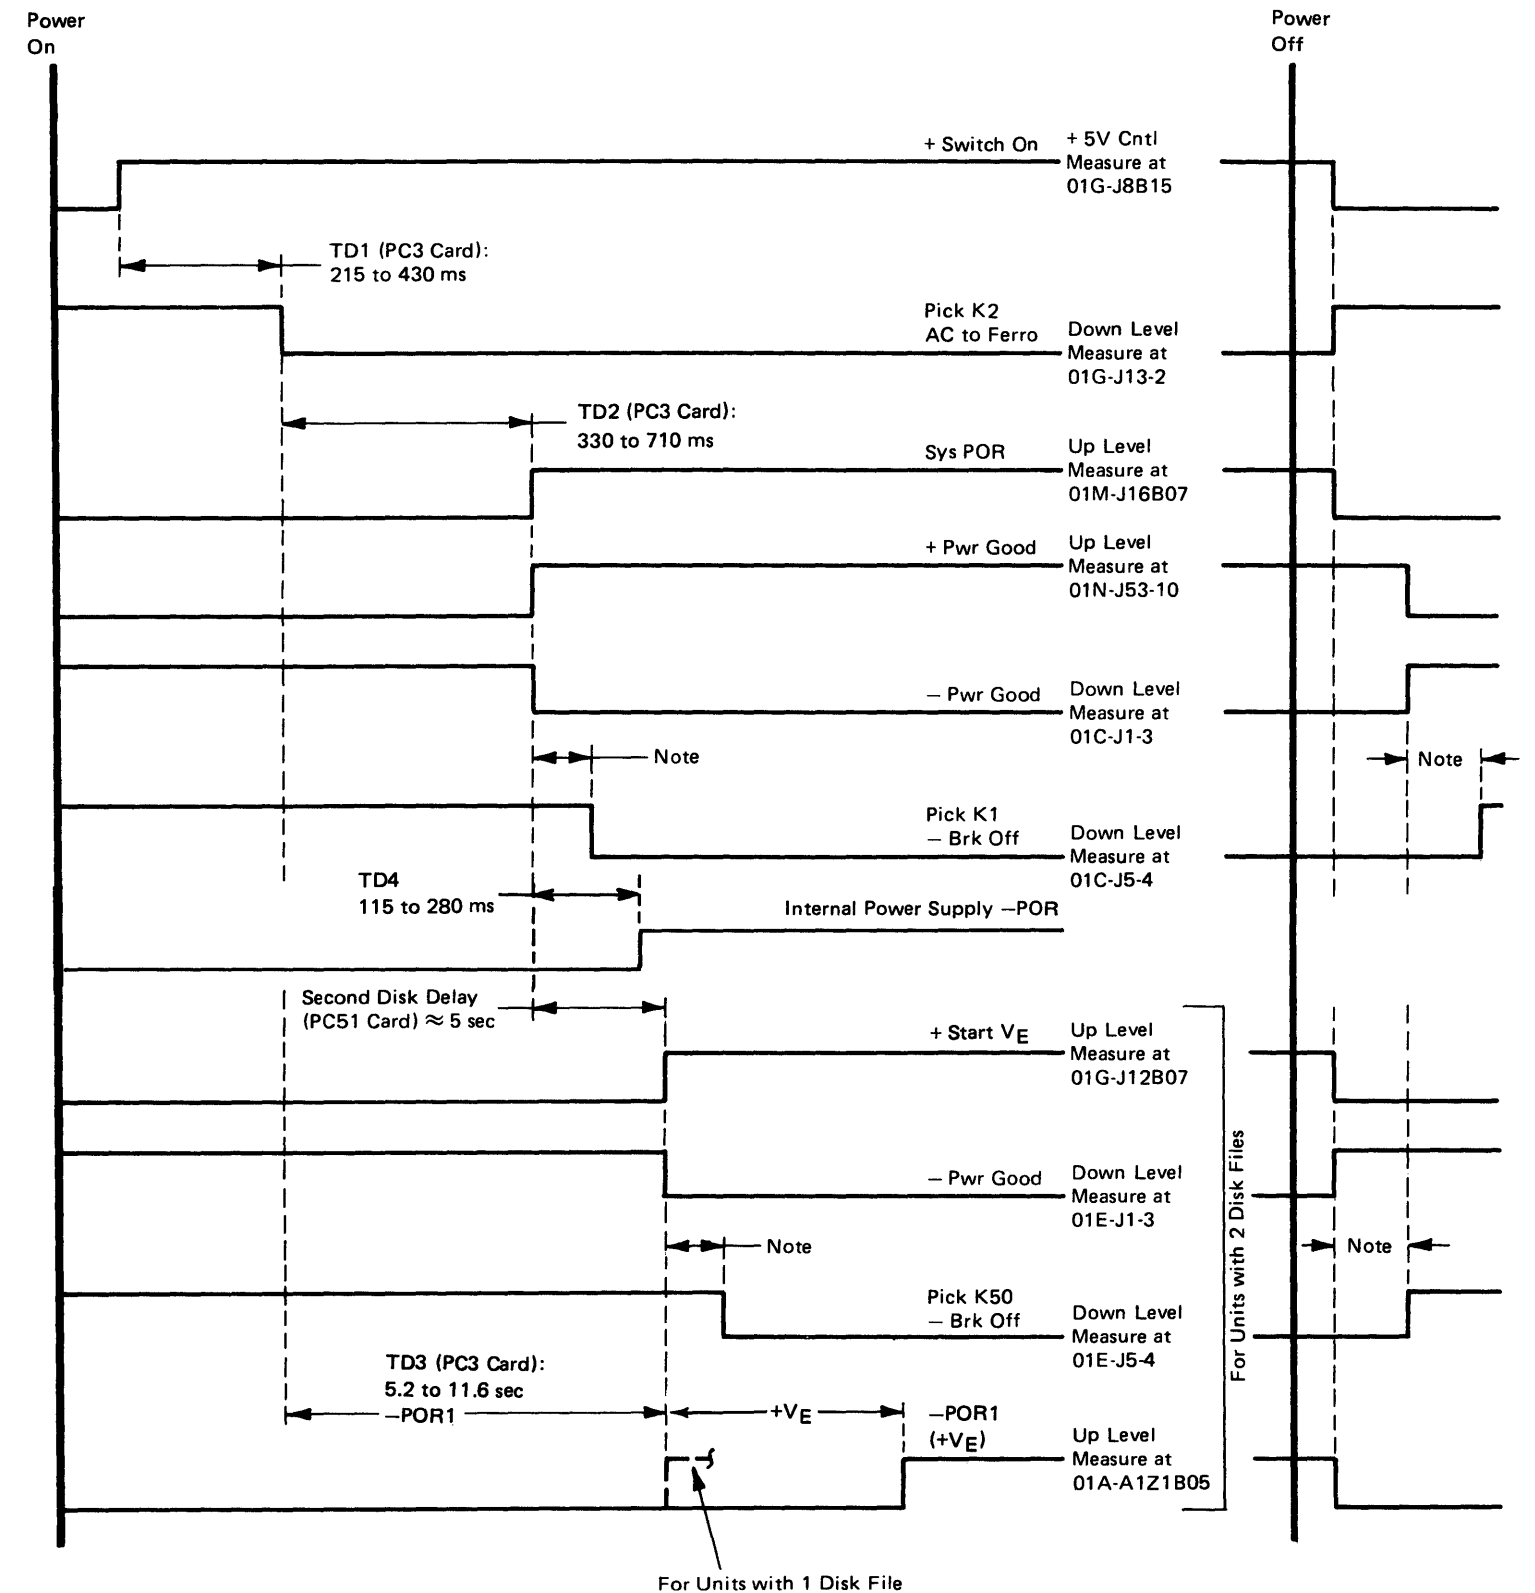 Power
On
Power
Off
+ Switch On
+ 5V Cntl
Measure at
01G-J8B15
TD1 (PC3 Card):
215 to 430 ms
Pick K2
AC to Ferro
Down Level
Measure at
01G-J13-2
TD2 (PC3 Card):
330 to 710 ms
Sys POR
Up Level
Measure at
01M-J16B07
+ Pwr Good
Up Level
Measure at
01N-J53-10
– Pwr Good
Down Level
Measure at
01C-J1-3
Note
Note
Pick K1
– Brk Off
Down Level
Measure at
01C-J5-4
TD4
115 to 280 ms
Internal Power Supply –POR
Second Disk Delay
(PC51 Card) ≈ 5 sec
+ Start VE
Up Level
Measure at
01G-J12B07
– Pwr Good
Down Level
Measure at
01E-J1-3
For Units with 2 Disk Files
Note
Note
Pick K50
– Brk Off
Down Level
Measure at
01E-J5-4
TD3 (PC3 Card):
5.2 to 11.6 sec
–POR1
+VE
–POR1
(+VE)
Up Level
Measure at
01A-A1Z1B05
For Units with 1 Disk File